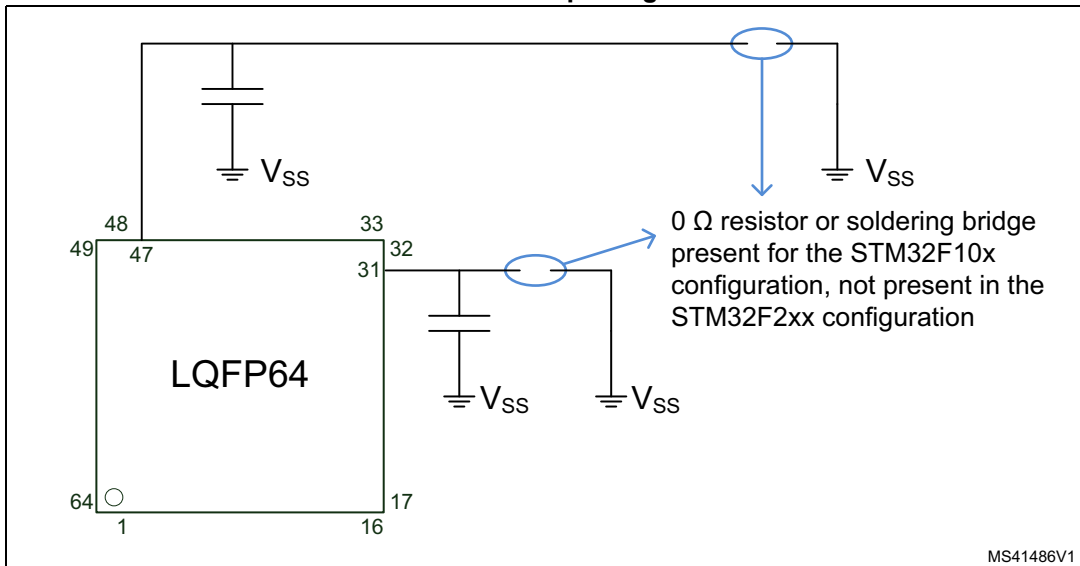 VSS
VSS
0 Ω resistor or soldering bridge
present for the STM32F10x
configuration, not present in the
STM32F2xx configuration
48
33
49
47
32
31
LQFP64
VSS
VSS
64
17
1
16
MS41486V1